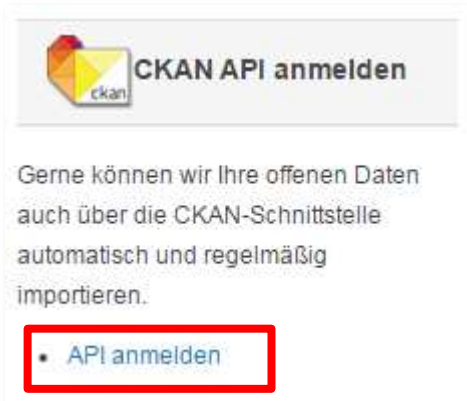 ckan
CKAN API anmelden
Gerne können wir Ihre offenen Daten
auch über die CKAN-Schnittstelle
automatisch und regelmäßig
importieren.
• API anmelden